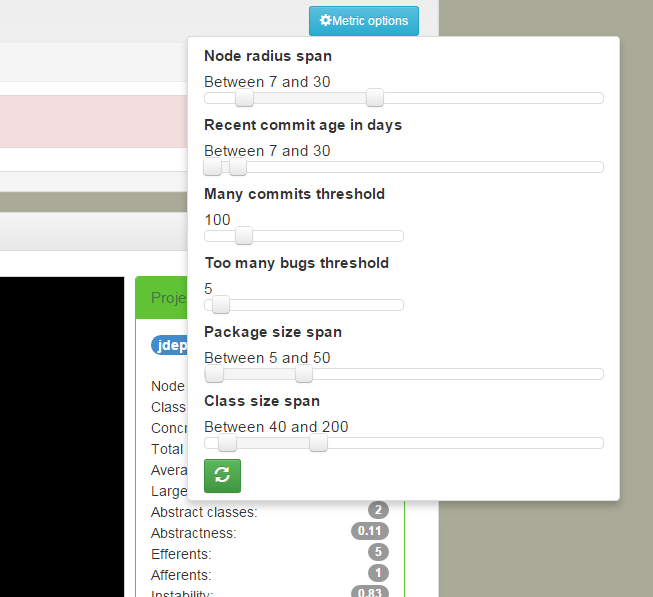 Metric options
Node radius span
Between 7 and 30
Recent commit age in days
Between 7 and 30
Many commits threshold
100
Too many bugs threshold
5
Package size span
Between 5 and 50
Class size span
Between 40 and 200
Proje
jdep
Node
Class
Concr
Total
Avera
Large
Abstract classes: 2
Abstractness: 0.11
Efferents: 5
Afferents: 1
Instability: 0.83